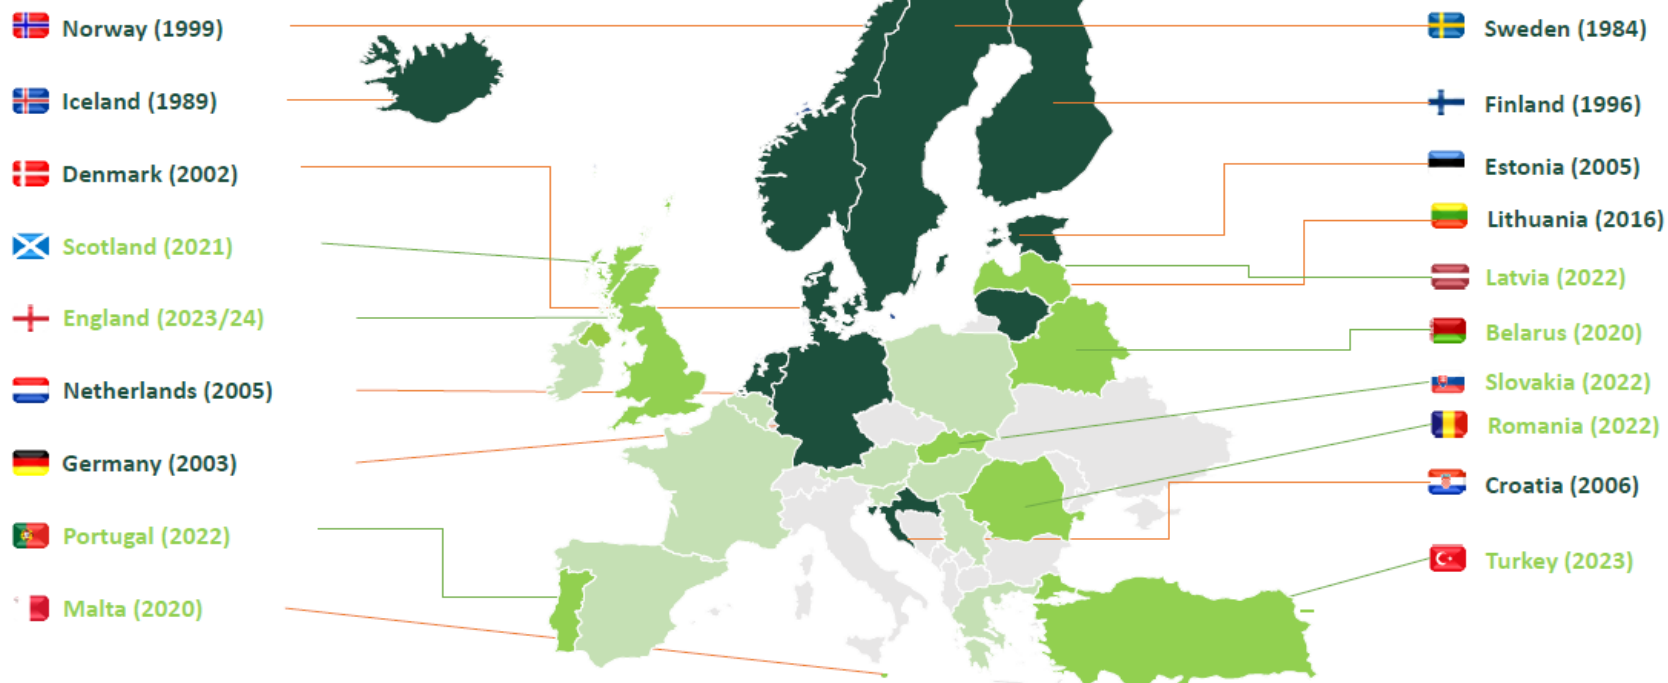 Norway (1999)
Iceland (1989)
Denmark (2002)
Scotland (2021)
England (2023/24)
Netherlands (2005)
Germany (2003)
Portugal (2022)
Malta (2020)
Sweden (1984)
Finland (1996)
Estonia (2005)
Lithuania (2016)
Latvia (2022)
Belarus (2020)
Slovakia (2022)
Romania (2022)
Croatia (2006)
Turkey (2023)